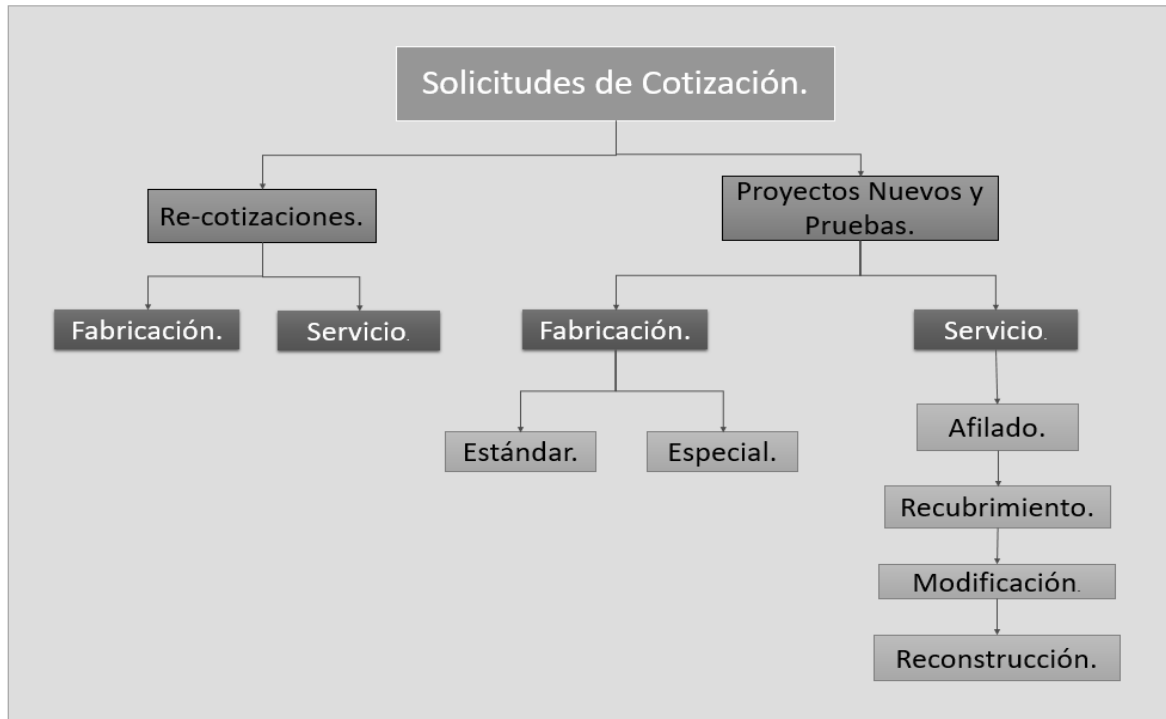 Solicitudes de Cotización.
Re-cotizaciones.
Proyectos Nuevos y
Pruebas.
Fabricación.
Servicio.
Fabricación.
Servicio.
Estándar.
Especial.
Afilado.
Recubrimiento.
Modificación.
Reconstrucción.